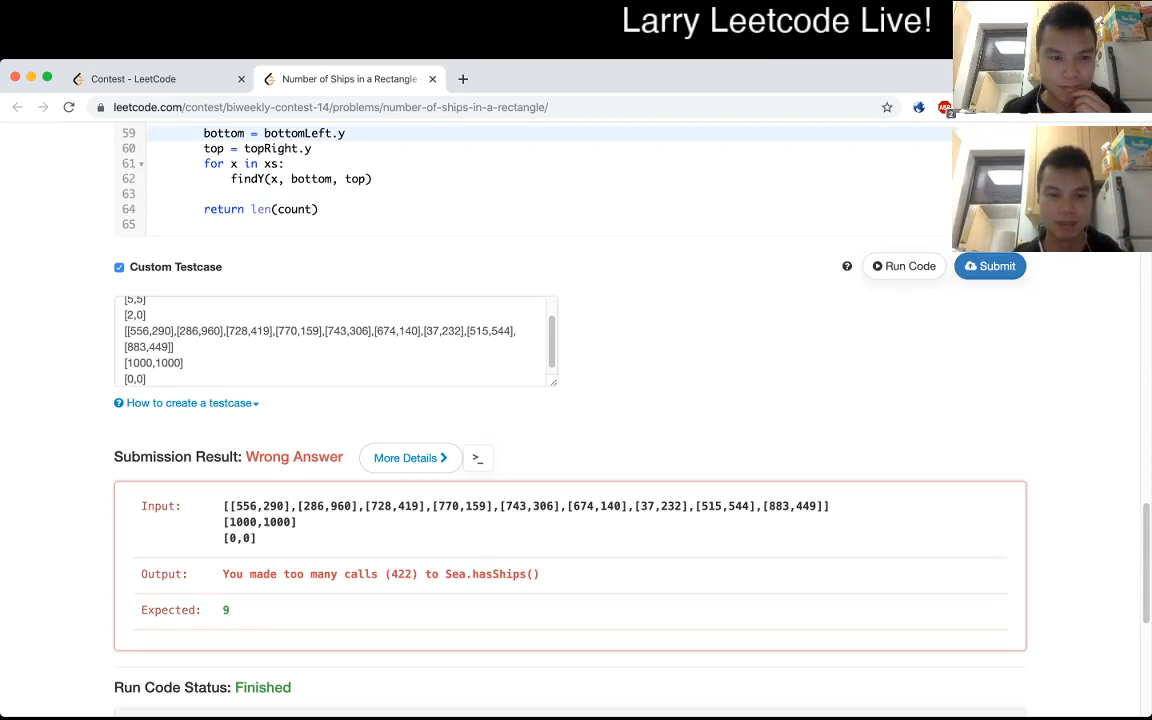 Larry Leetcode Live!
Contest - LeetCode
Number of Ships in a Rectangle
leetcode.com/contest/biweekly-contest-14/problems/number-of-ships-in-a-rectangle/
59 bottom = bottomLeft.y
60 top = topRight.y
61 for x in xs:
62 findY(x, bottom, top)
63
64 return len(count)
65
Custom Testcase
Run Code
Submit
[5,5]
[2,0]
[[556,290],[286,960],[728,419],[770,159],[743,306],[674,140],[37,232],[515,544],
[883,449]]
[1000,1000]
[0,0]
How to create a testcase
Submission Result: Wrong Answer
More Details
>_
Input: [[556,290],[286,960],[728,419],[770,159],[743,306],[674,140],[37,232],[515,544],[883,449]]
[1000,1000]
[0,0]
Output: You made too many calls (422) to Sea.hasShips()
Expected: 9
Run Code Status: Finished